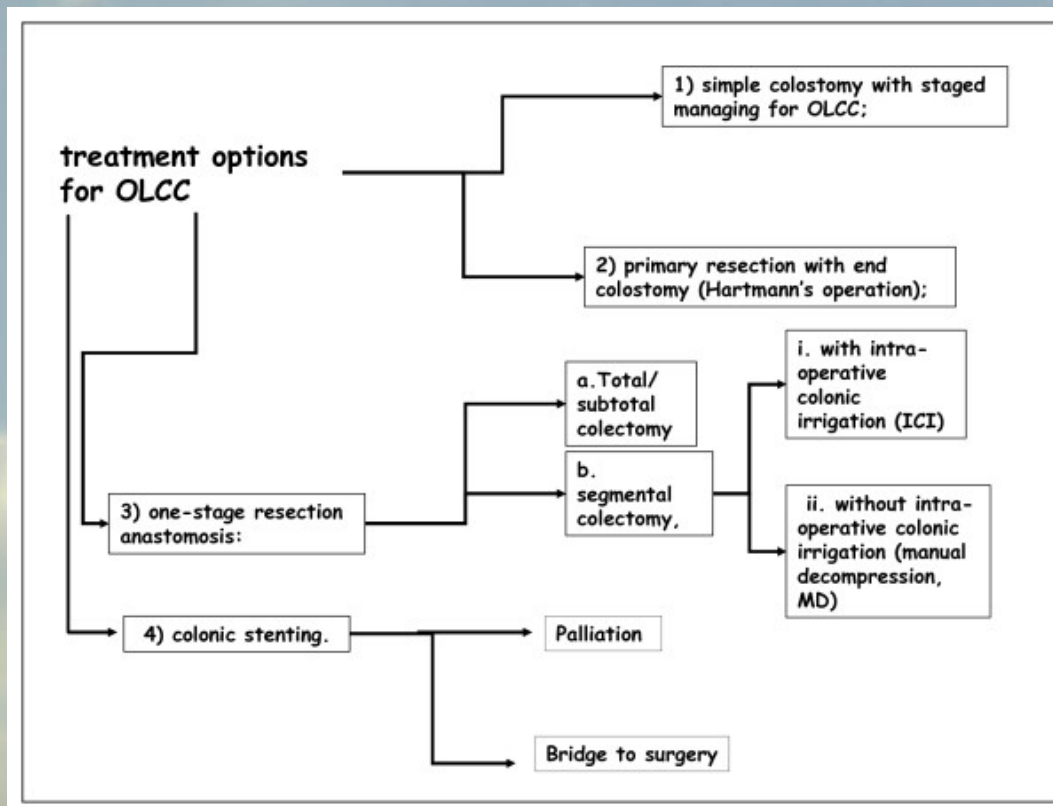 treatment options
for OLCC
1) simple colostomy with staged
managing for OLCC;
2) primary resection with end
colostomy (Hartmann's operation);
3) one-stage resection
anastomosis:
a.Total/
subtotal
colectomy
b.
segmental
colectomy,
i. with intra-
operative
colonic
irrigation (ICI)
ii. without intra-
operative colonic
irrigation (manual
decompression,
MD)
4) colonic stenting.
Palliation
Bridge to surgery